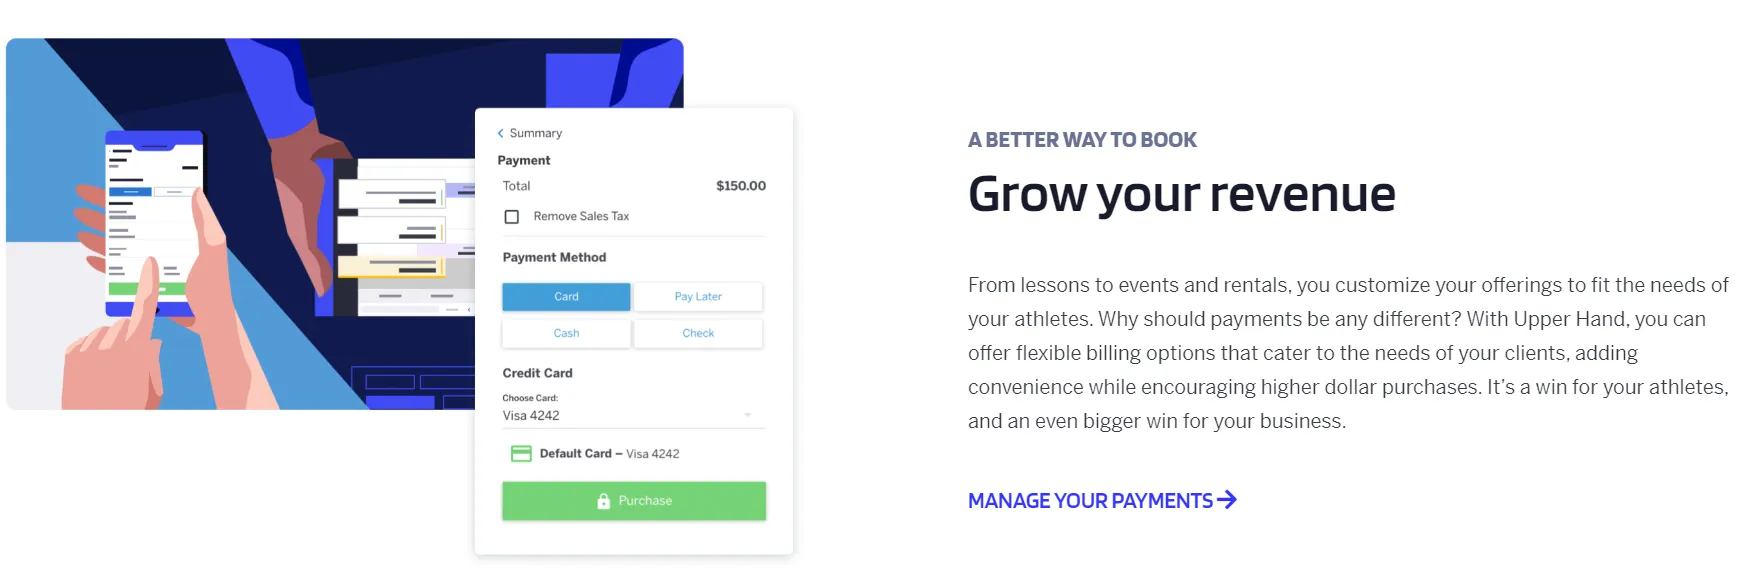 Summary
Payment
Total $150.00
Remove Sales Tax
Payment Method
Card Pay Later
Cash Check
Credit Card
Choose Card:
Visa 4242
Default Card – Visa 4242
Purchase
A BETTER WAY TO BOOK
Grow your revenue
From lessons to events and rentals, you customize your offerings to fit the needs of
your athletes. Why should payments be any different? With Upper Hand, you can
offer flexible billing options that cater to the needs of your clients, adding
convenience while encouraging higher dollar purchases. It’s a win for your athletes,
and an even bigger win for your business.
MANAGE YOUR PAYMENTS